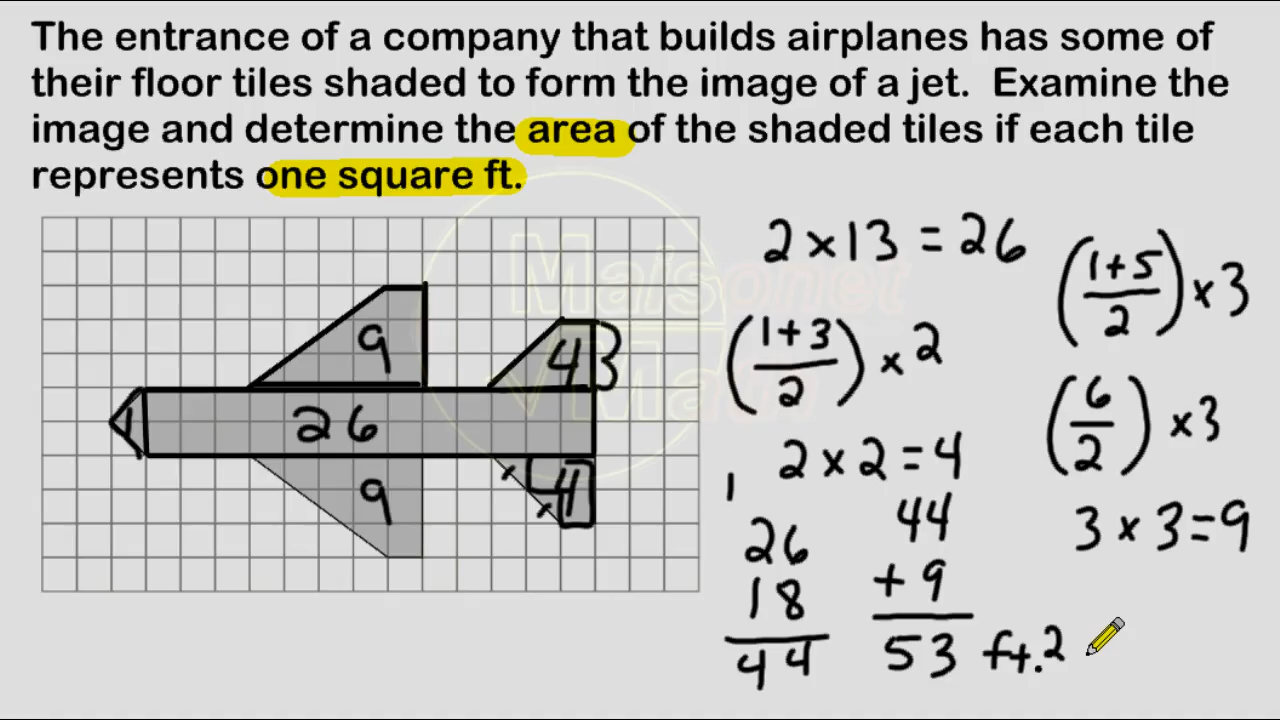 The entrance of a company that builds airplanes has some of
their floor tiles shaded to form the image of a jet. Examine the
image and determine the area of the shaded tiles if each tile
represents one square ft.
Maisonet
√Math
9
4 3
1
26
9
4
2 × 13 = 26
(1+3/2) × 2
2 × 2 = 4
1
26
18
44
44
+ 9
53 ft.2
(1+5/2) × 3
(6/2) × 3
3 × 3 = 9